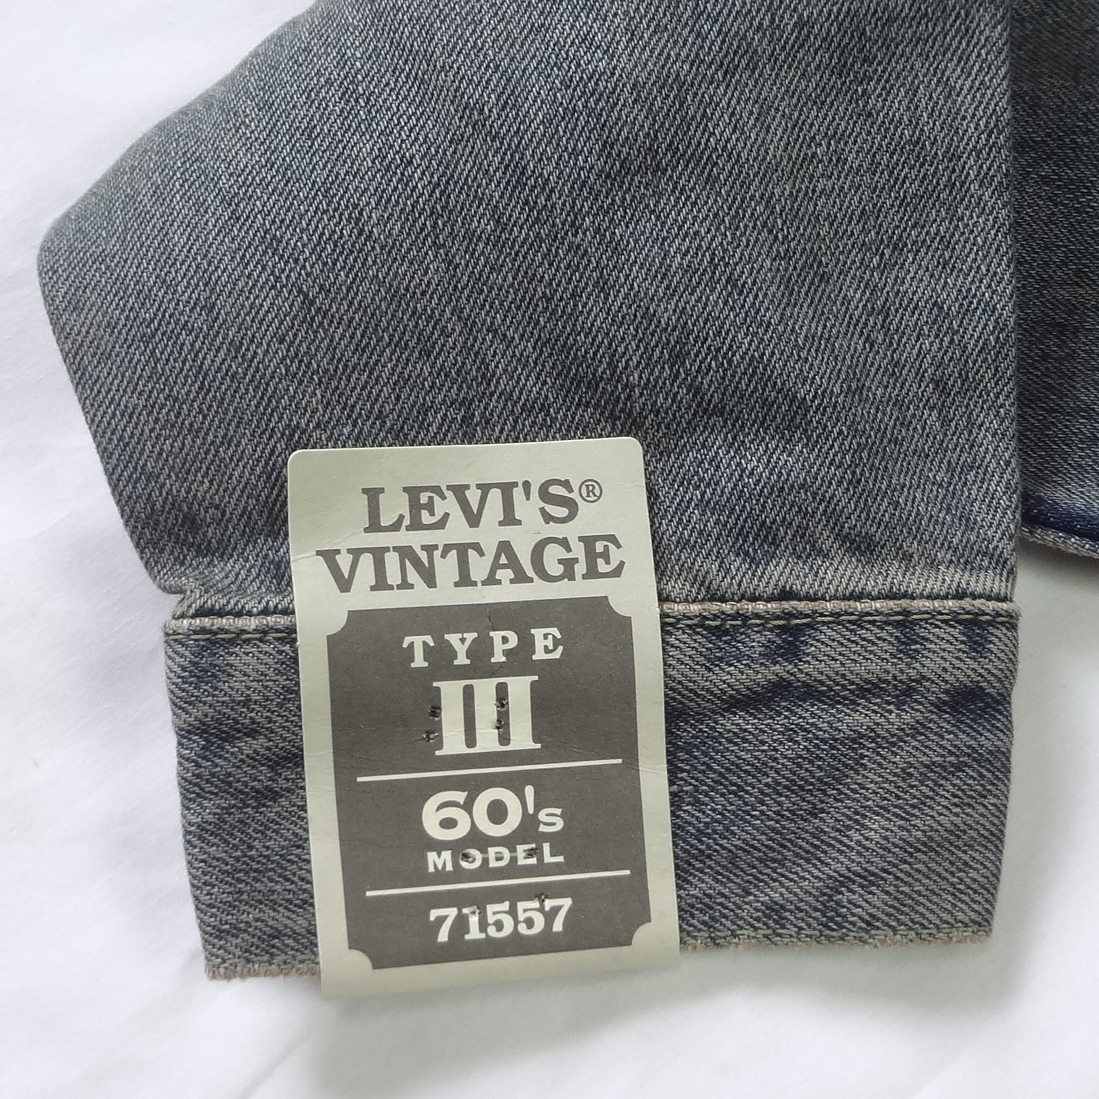 LEVI'S®
VINTAGE
TYPE
III
60's
MODEL
71557